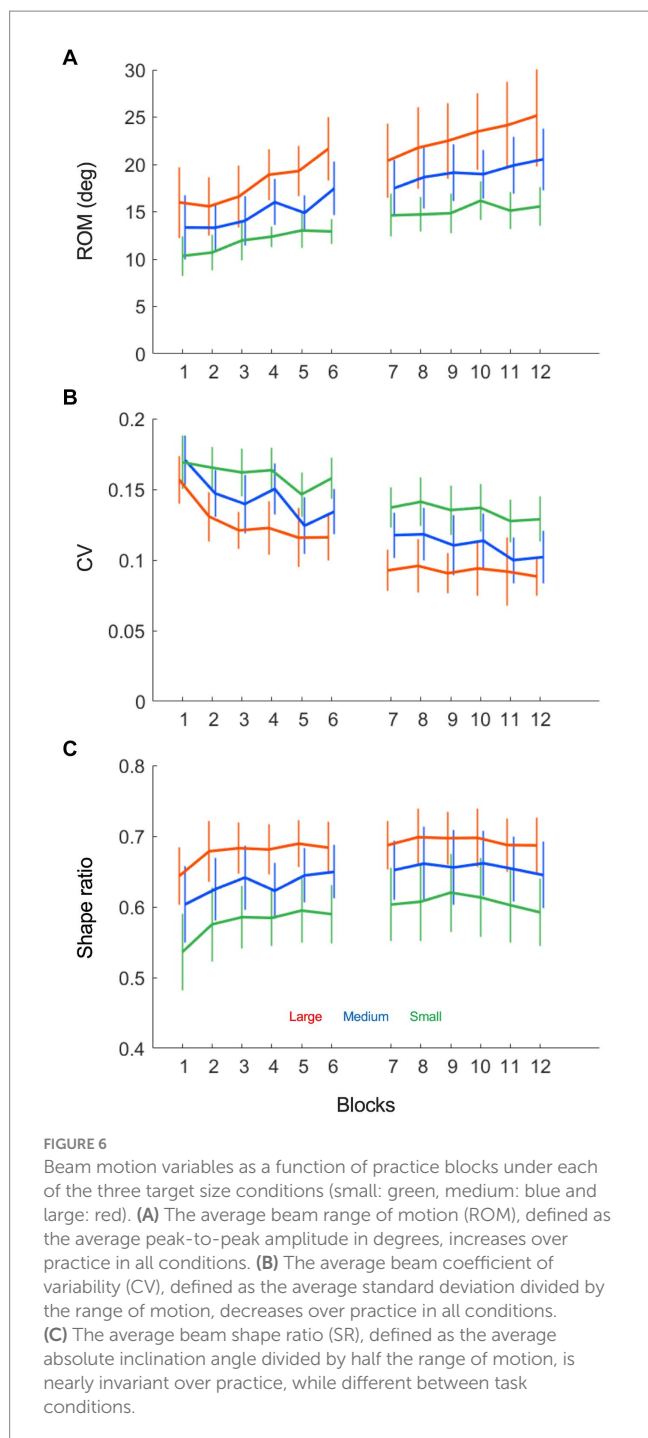 A
30
25
20
15
10
5
0
ROM (deg)
1 2 3 4 5 6 7 8 9 10 11 12
B
0.2
0.15
0.1
0.05
0
CV
1 2 3 4 5 6 7 8 9 10 11 12
C
0.8
0.7
0.6
0.5
0.4
Shape ratio
Large Medium Small
1 2 3 4 5 6 7 8 9 10 11 12
Blocks
FIGURE 6
Beam motion variables as a function of practice blocks under each
of the three target size conditions (small: green, medium: blue and
large: red). (A) The average beam range of motion (ROM), defined as
the average peak-to-peak amplitude in degrees, increases over
practice in all conditions. (B) The average beam coefficient of
variability (CV), defined as the average standard deviation divided by
the range of motion, decreases over practice in all conditions.
(C) The average beam shape ratio (SR), defined as the average
absolute inclination angle divided by half the range of motion, is
nearly invariant over practice, while different between task
conditions.